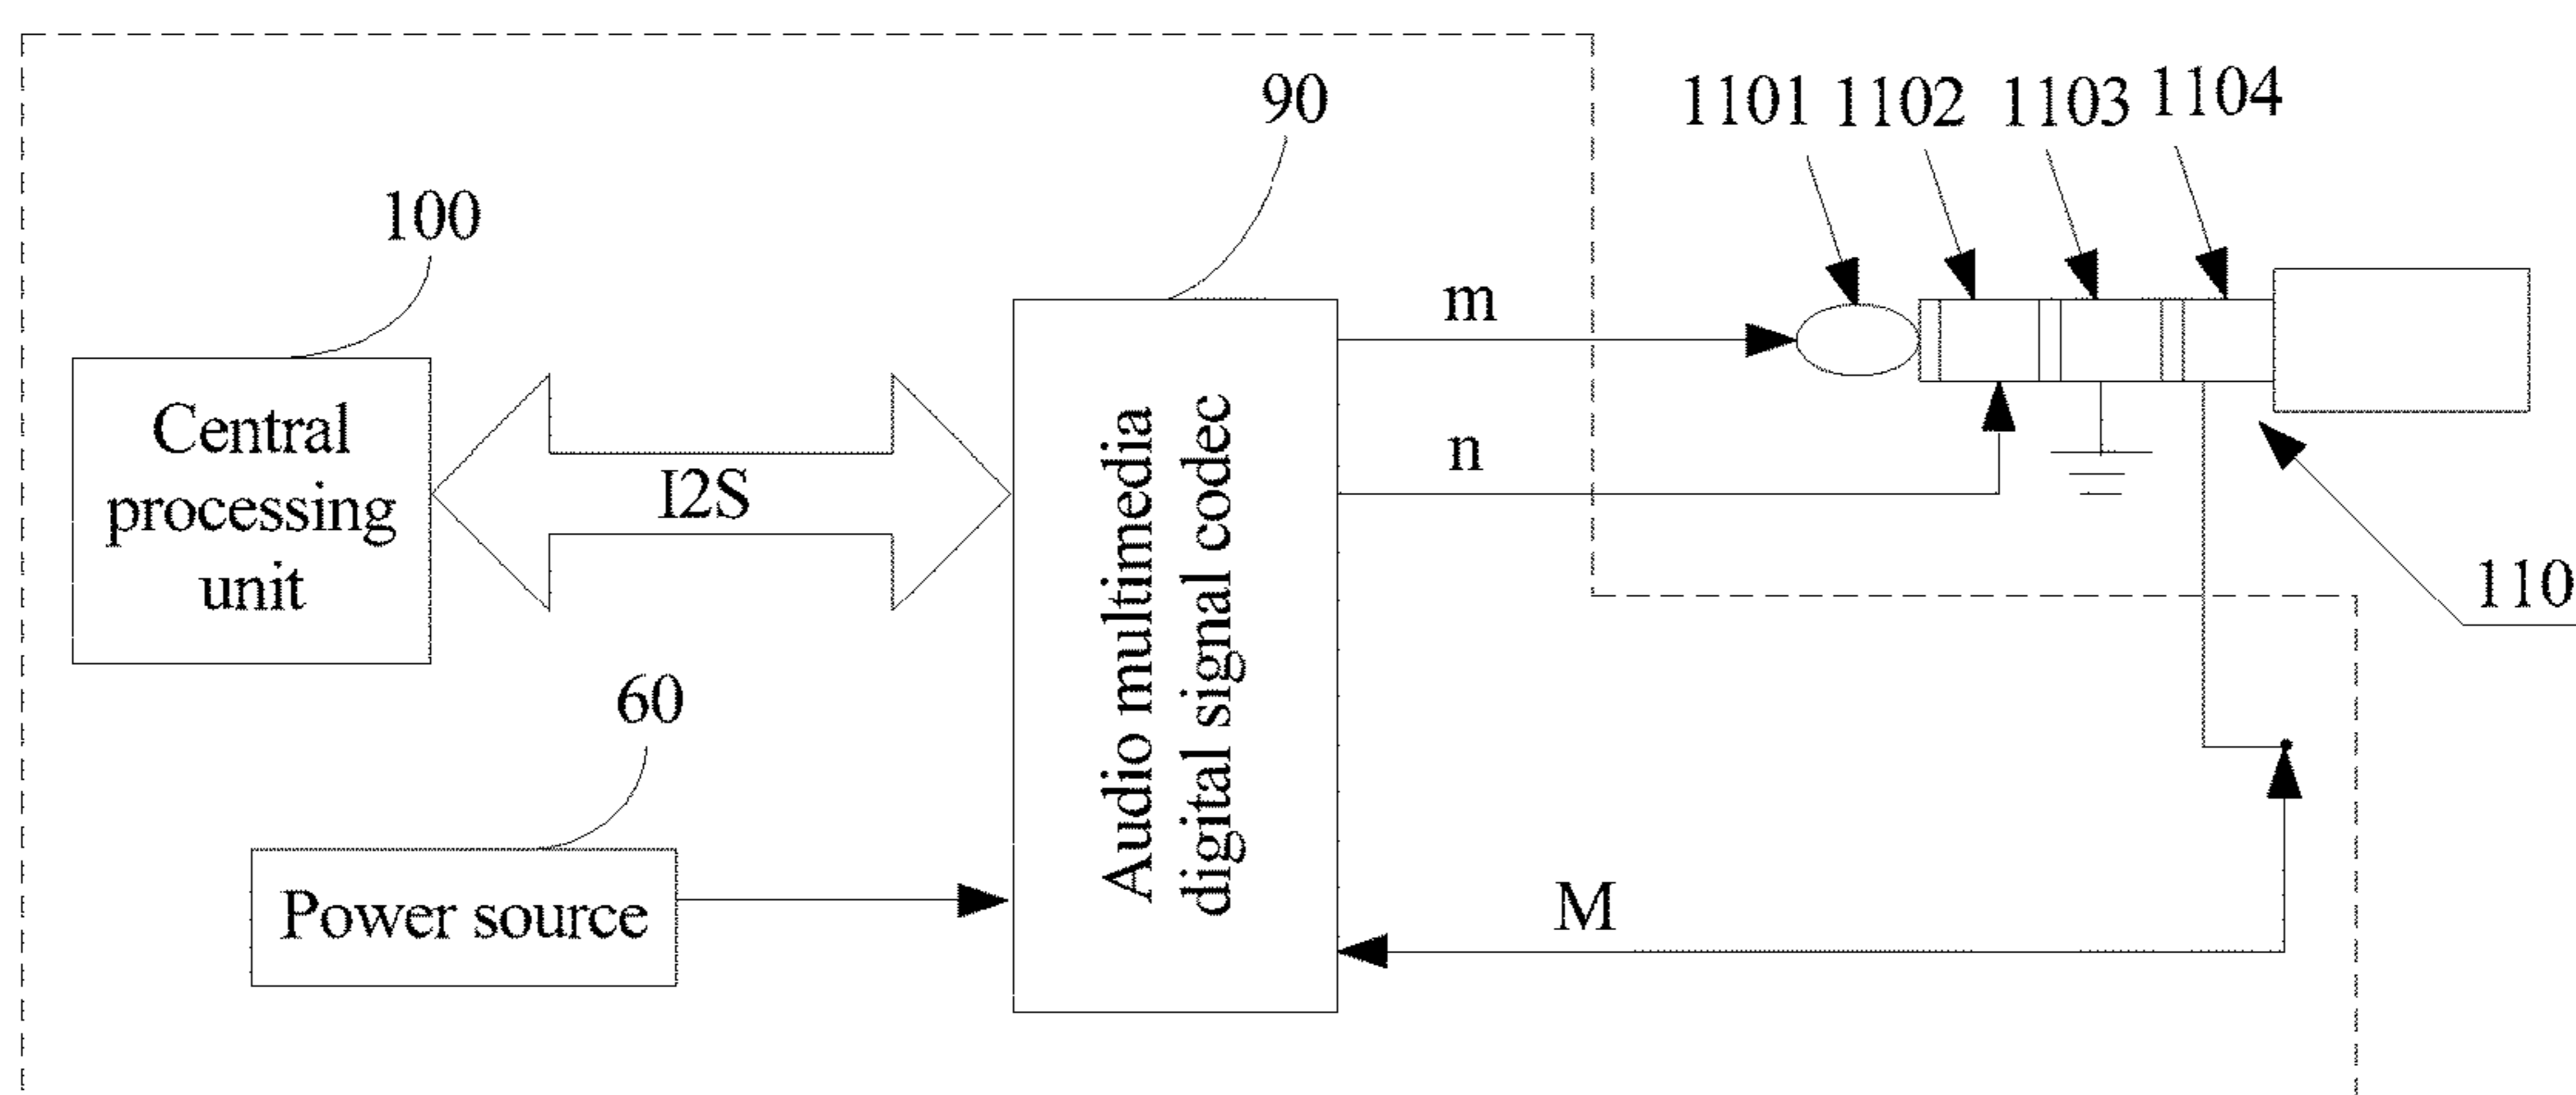 90
1101 1102 1103 1104
100
m
Central
processing
unit
I2S
n
Audio multimedia
digital signal codec
110
60
Power source
M